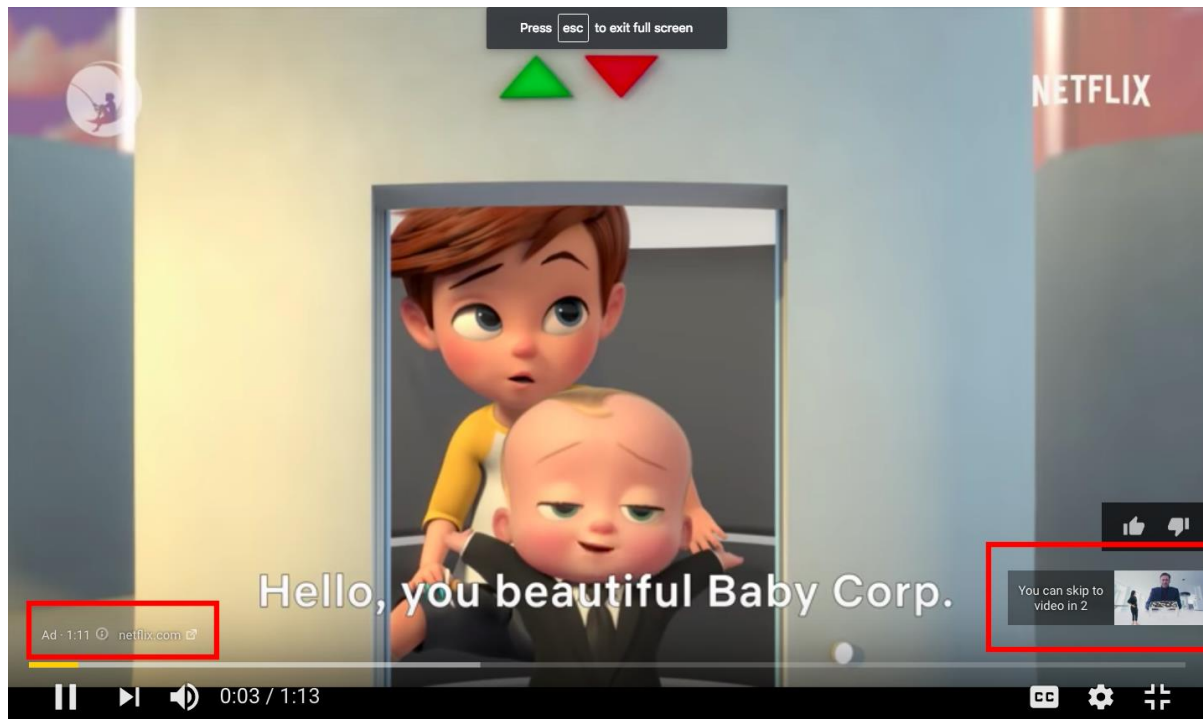 Press esc to exit full screen
NETFLIX
Hello, you beautiful Baby Corp.
You can skip to
video in 2
Ad · 1:11 netflix.com
0:03 / 1:13
CC